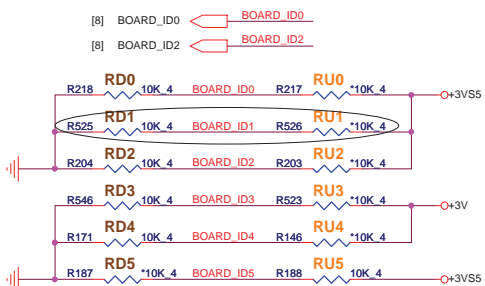 [8] BOARD_ID0 BOARD_ID0
[8] BOARD_ID2 BOARD_ID2
RD0 RU0
R218 10K_4 BOARD_ID0 R217 *10K_4 +3VS5
RD1 RU1
R525 10K_4 BOARD_ID1 R526 *10K_4
RD2 RU2
R204 10K_4 BOARD_ID2 R203 *10K_4
RD3 RU3
R546 10K_4 BOARD_ID3 R523 *10K_4 +3V
RD4 RU4
R171 10K_4 BOARD_ID4 R146 *10K_4
RD5 RU5
R187 *10K_4 BOARD_ID5 R188 10K_4 +3VS5